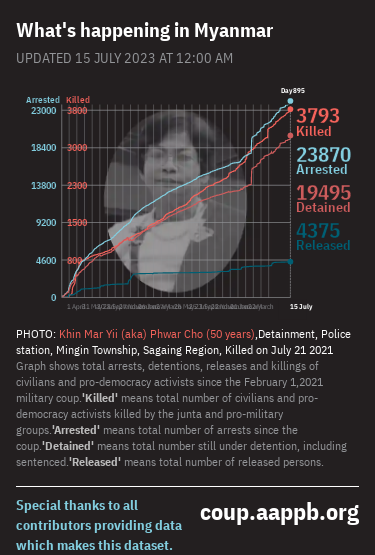 What's happening in Myanmar
UPDATED 15 JULY 2023 AT 12:00 AM
Day895
Arrested Killed
23000 3800
3793
Killed
18400 3000
23870
Arrested
13800 2300
19495
Detained
9200 1500
4375
Released
4600 800
0
15 July
PHOTO: Khin Mar Yii (aka) Phwar Cho (50 years),Detainment, Police
station, Mingin Township, Sagaing Region, Killed on July 21 2021
Graph shows total arrests, detentions, releases and killings of
civilians and pro-democracy activists since the February 1,2021
military coup.'Killed' means total number of civilians and pro-
democracy activists killed by the junta and pro-military
groups.'Arrested' means total number of arrests since the
coup.'Detained' means total number still under detention, including
sentenced.'Released' means total number of released persons.
Special thanks to all
contributors providing data
which makes this dataset.
coup.aappb.org